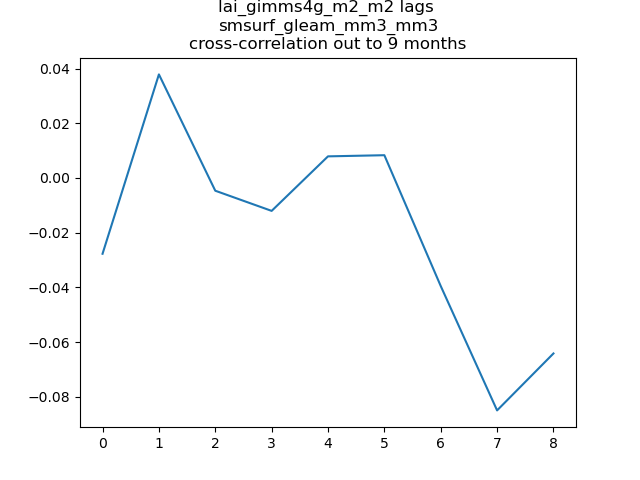 lai_gimms4g_m2_m2 lags
smsurf_gleam_mm3_mm3
cross-correlation out to 9 months
0.04
0.02
0.00
−0.02
−0.04
−0.06
−0.08
0 1 2 3 4 5 6 7 8